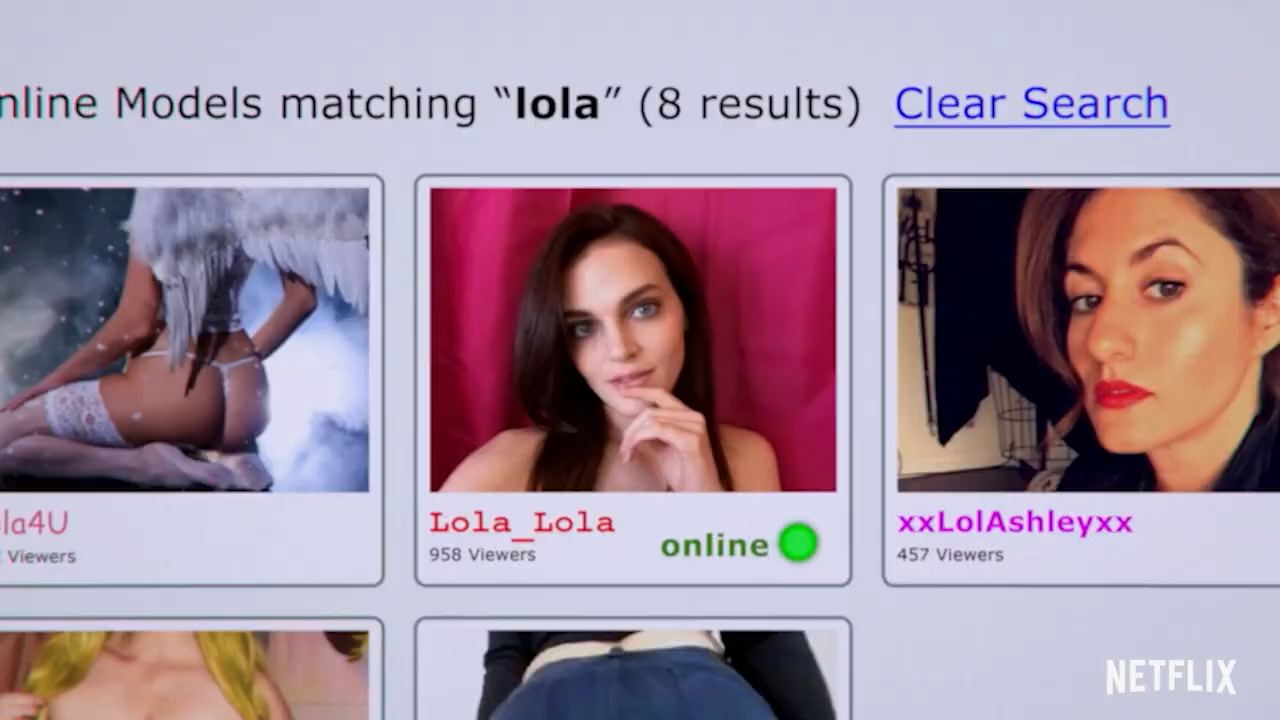 nline Models matching “lola” (8 results) Clear Search
la4U
Viewers
Lola_Lola
958 Viewers
online
xxLolAshleyxx
457 Viewers
NETFLIX